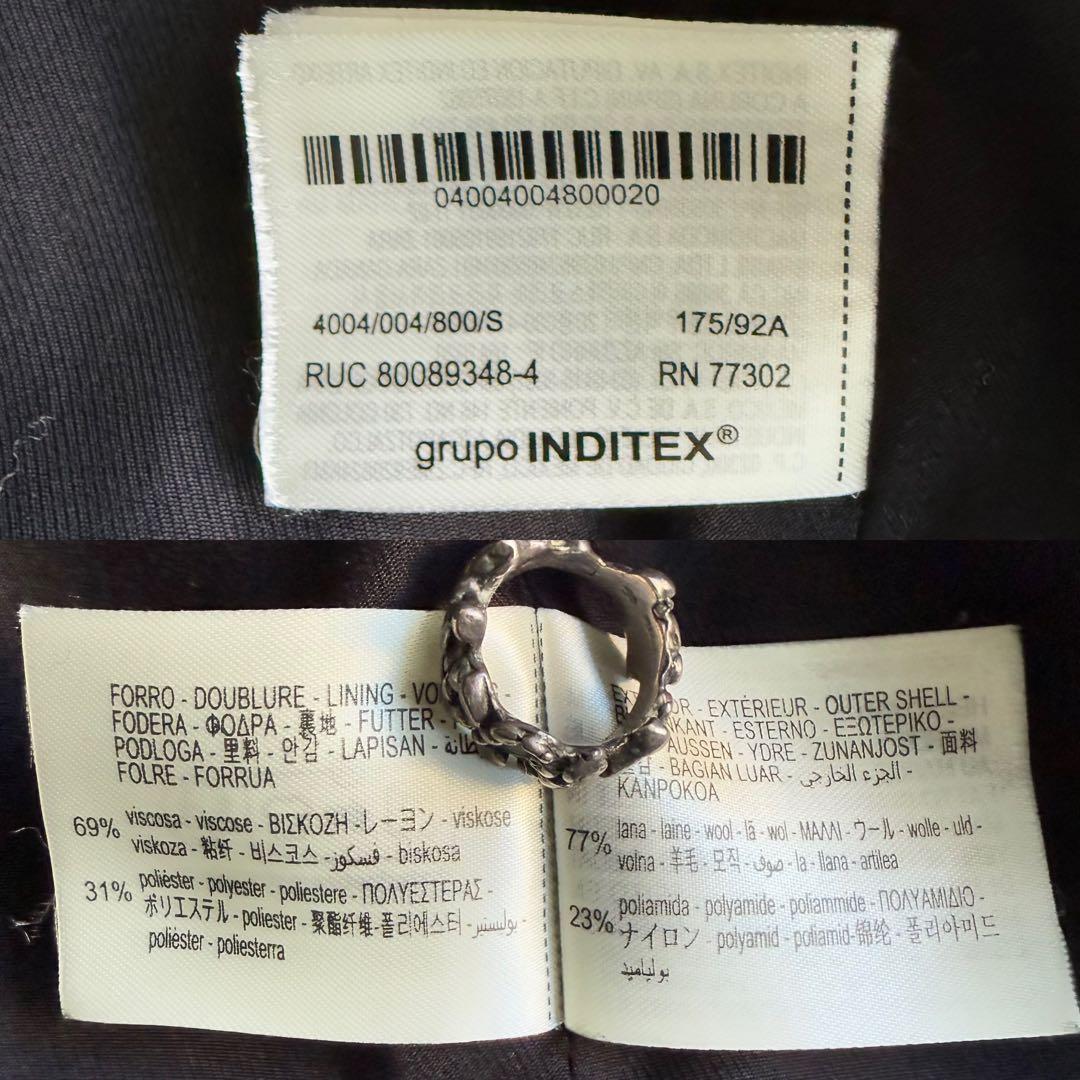 04004004800020
4004/004/800/S 175/92A
RUC 80089348-4 RN 77302
grupo INDITEX®
FORRO - DOUBLURE - LINING -
FODERA - ΦΟΔΡΑ - 裏地 - FUTTER -
PODLOGA - 里料 - 안감 - LAPISAN -
FOLRE - FORRUA
69% viscosa - viscose - ΒΙΣΚΟΖΗ - レーヨン - viskose
viskoza - 粘纤 - 비스코스 - فسكوز - biskosa
31% poliéster - polyester - poliestere - ΠΟΛΥΕΣΤΕΡΑΣ -
ポリエステル - poliester - 聚酯纤维 - 폴리에스터 - بوليستير -
poliéster - poliesterra
- EXTÉRIEUR - OUTER SHELL -
- ESTERNO - ΕΞΩΤΕΡΙΚΟ -
- YDRE - ZUNANJOST - 面料
- BAGIAN LUAR - الجزء الخارجي -
KANPOKOA
77% lana - laine - wool - lã - wol - ΜΑΛΛΙ - ウール - wolle - uld -
volna - 羊毛 - 모직 - صوف - la - llana - artilea
23% poliamida - polyamide - poliammide - ΠΟΛΥΑΜΙΔΙΟ -
ナイロン - polyamid - poliamid - 锦纶 - 폴리아미드
بولياميد